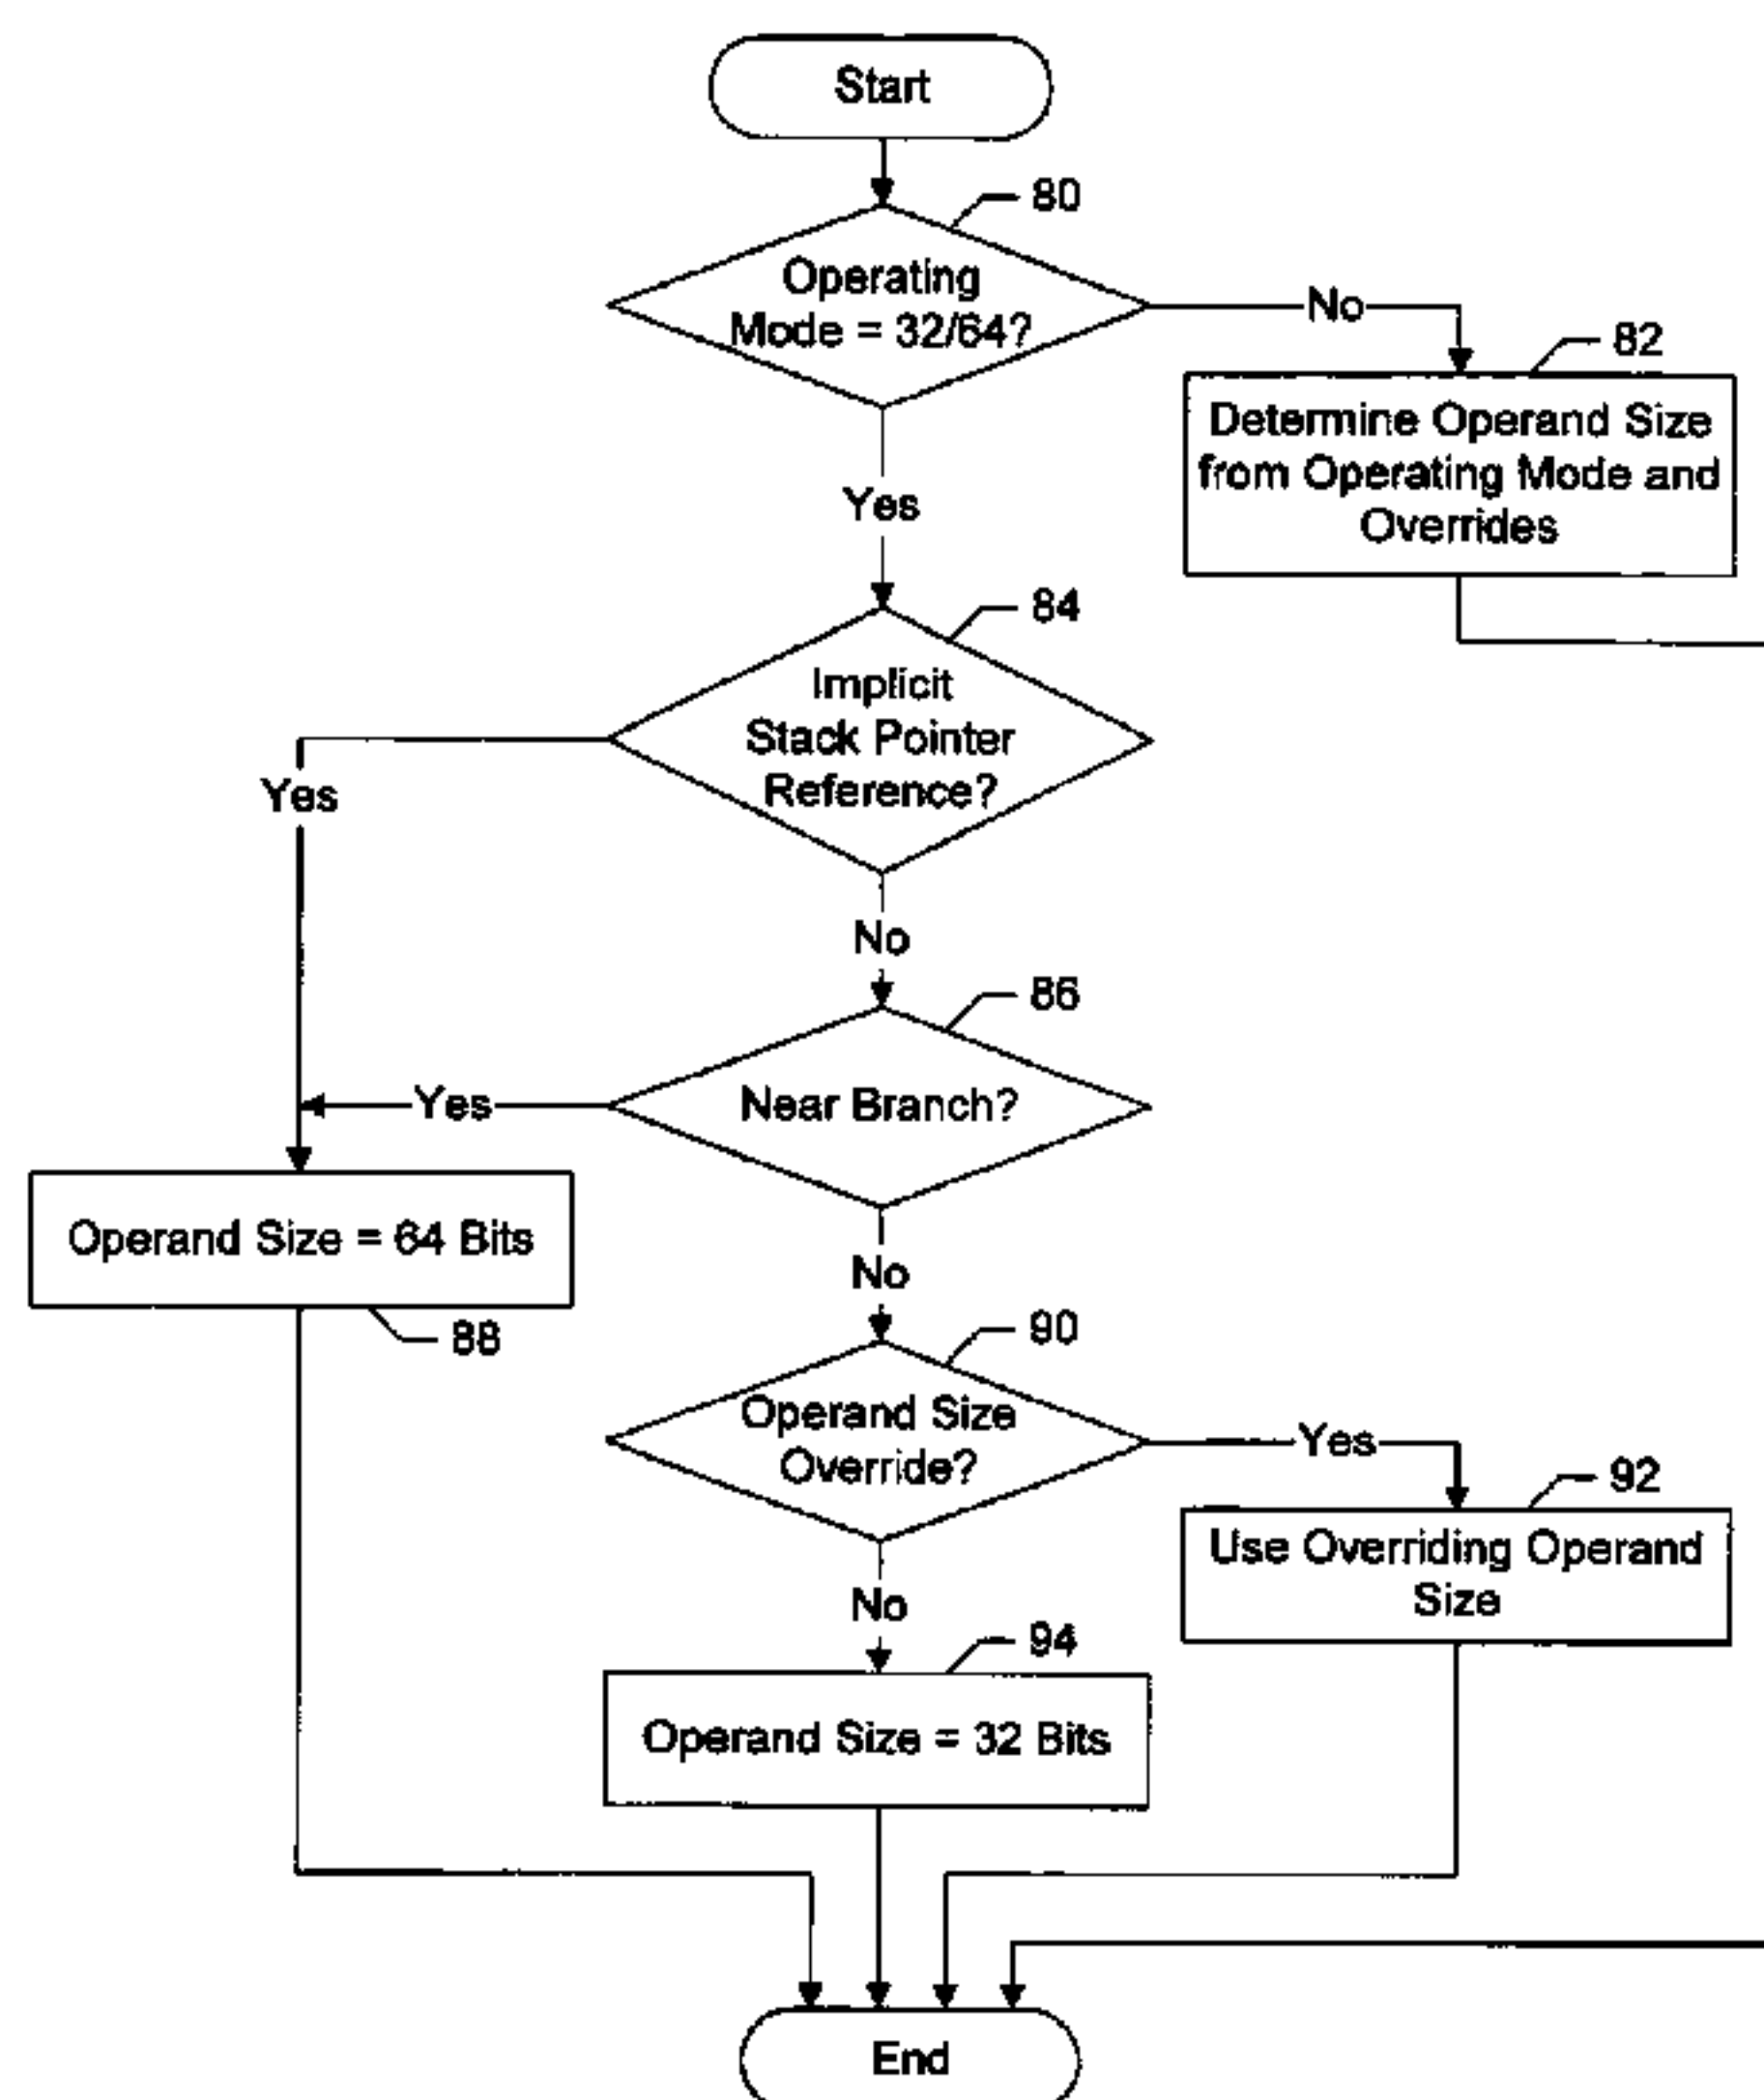 Start
80
Operating
Mode = 32/64?
No
82
Determine Operand Size
from Operating Mode and
Overrides
Yes
84
Implicit
Stack Pointer
Reference?
Yes
No
86
Near Branch?
Yes
Operand Size = 64 Bits
88
No
90
Operand Size
Override?
Yes
92
Use Overriding Operand
Size
No
94
Operand Size = 32 Bits
End